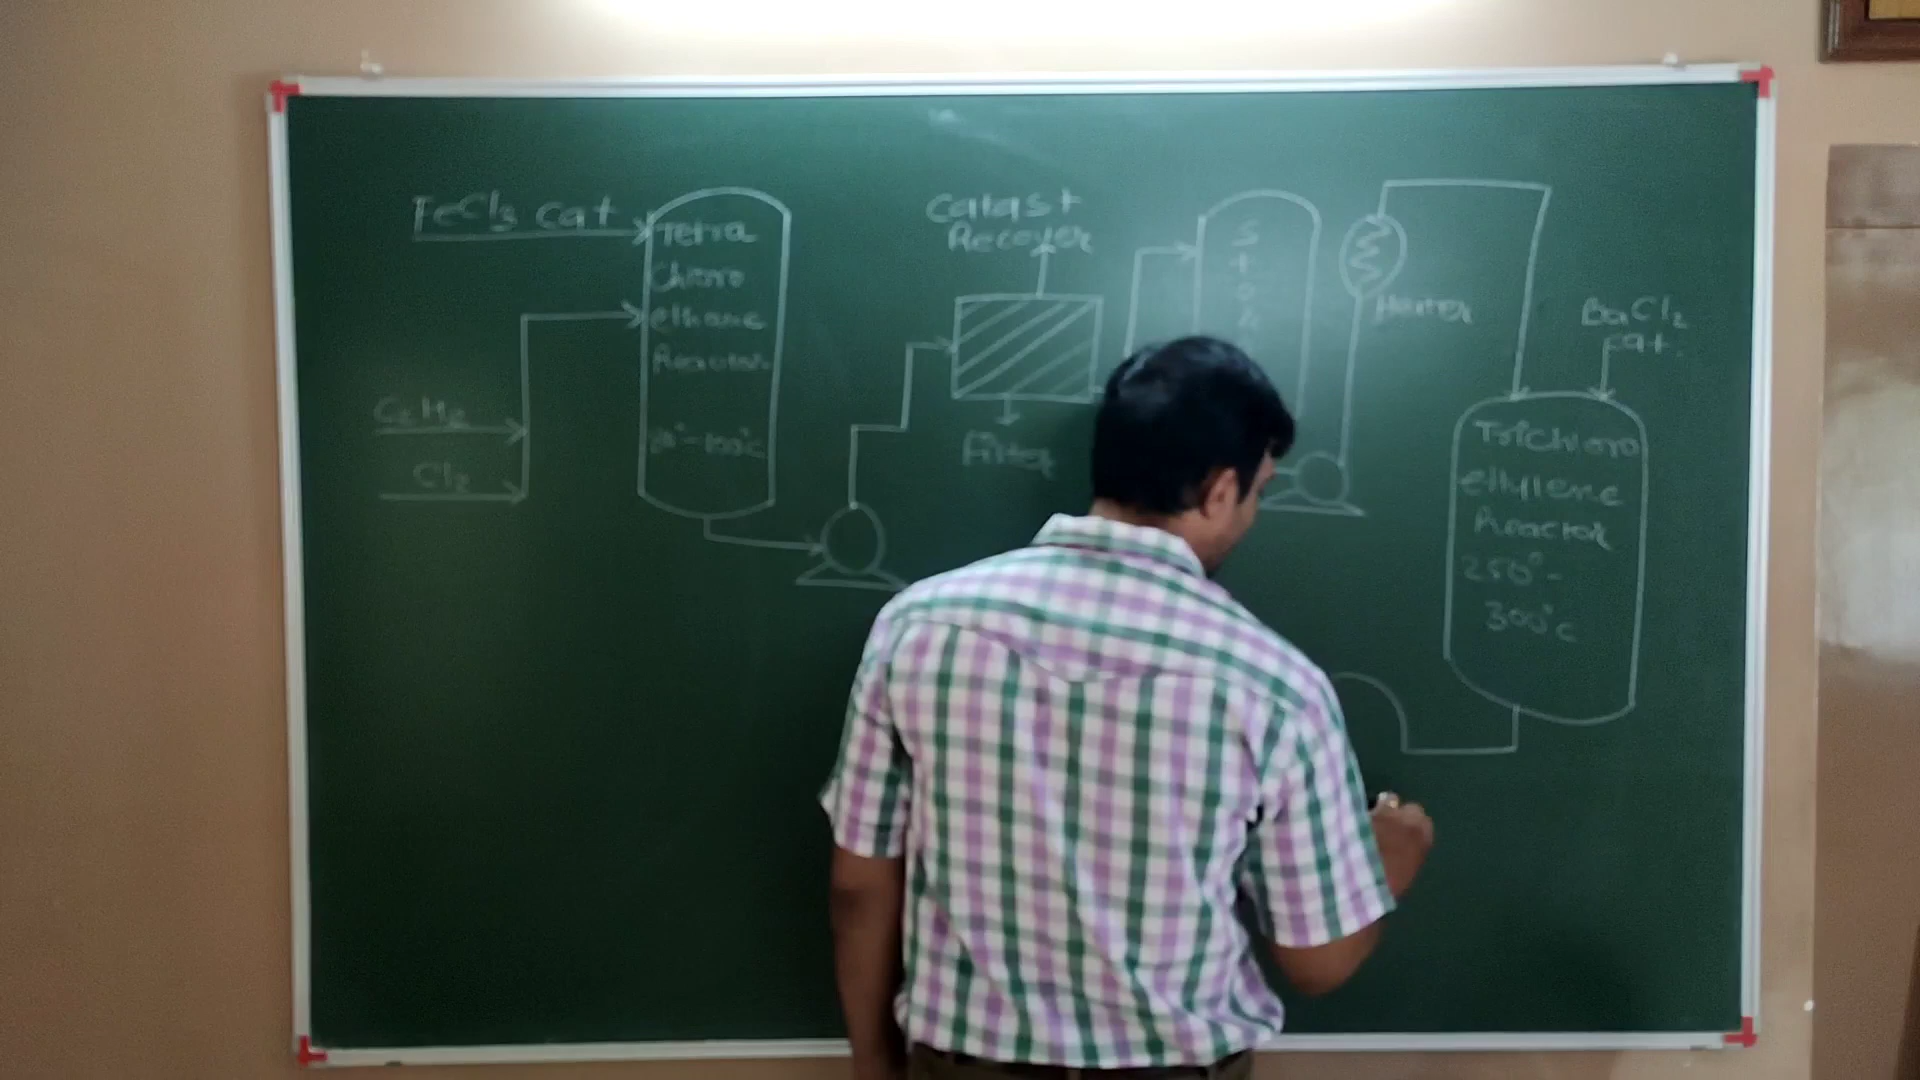 FeCl3 cat
C2H2
Cl2
Tetra
Chloro
ethane
Reactor
Catalyst
Recover
Filter
S
t
o
Heater
BaCl2
cat.
Trichloro
ethylene
Reactor
250° -
300°C